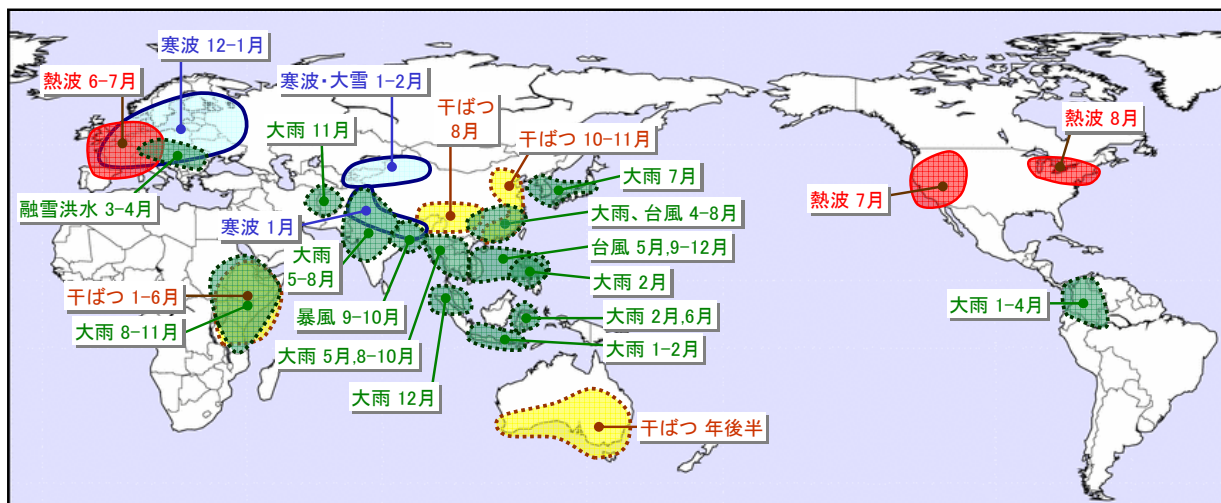 寒波 12-1月
熱波 6-7月
寒波・大雪 1-2月
干ばつ
8月
干ばつ 10-11月
熱波 8月
大雨 11月
大雨 7月
熱波 7月
融雪洪水 3-4月
寒波 1月
大雨、台風 4-8月
大雨
5-8月
台風 5月,9-12月
大雨 2月
干ばつ 1-6月
暴風 9-10月
大雨 2月,6月
大雨 1-4月
大雨 8-11月
大雨 5月,8-10月
大雨 1-2月
大雨 12月
干ばつ 年後半